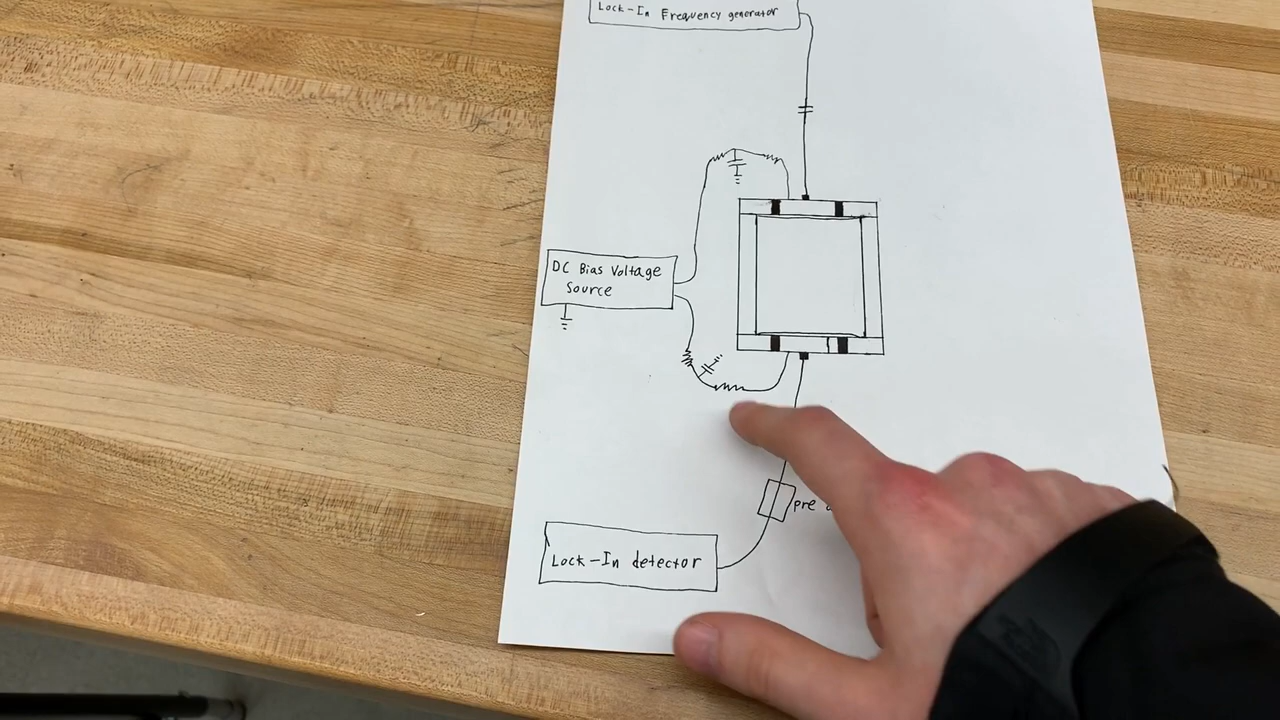 Lock-In Frequency generator
DC Bias Voltage
Source
pre
Lock-In detector